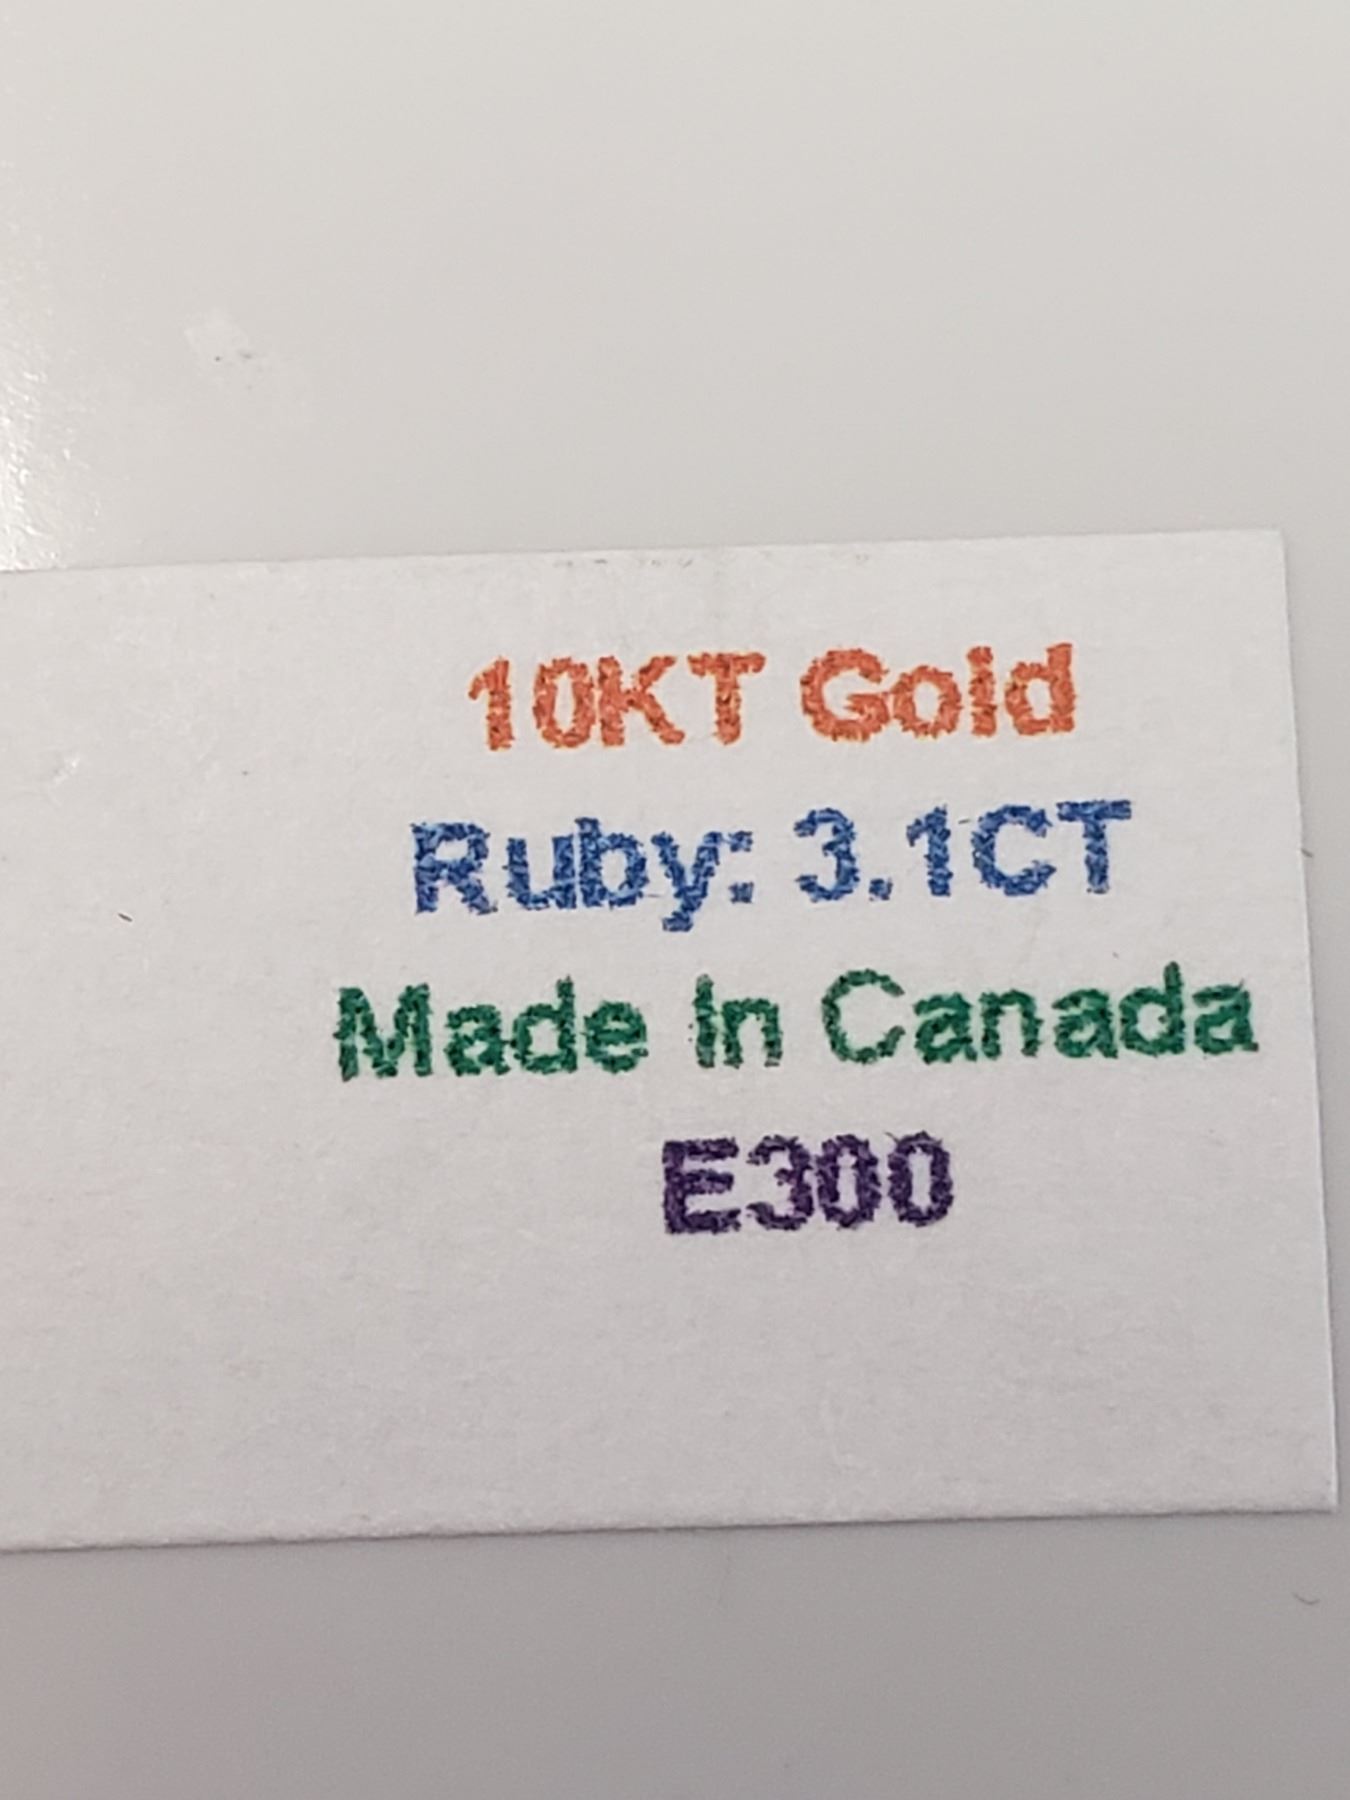 10KT Gold
Ruby: 3.1CT
Made In Canada
E300